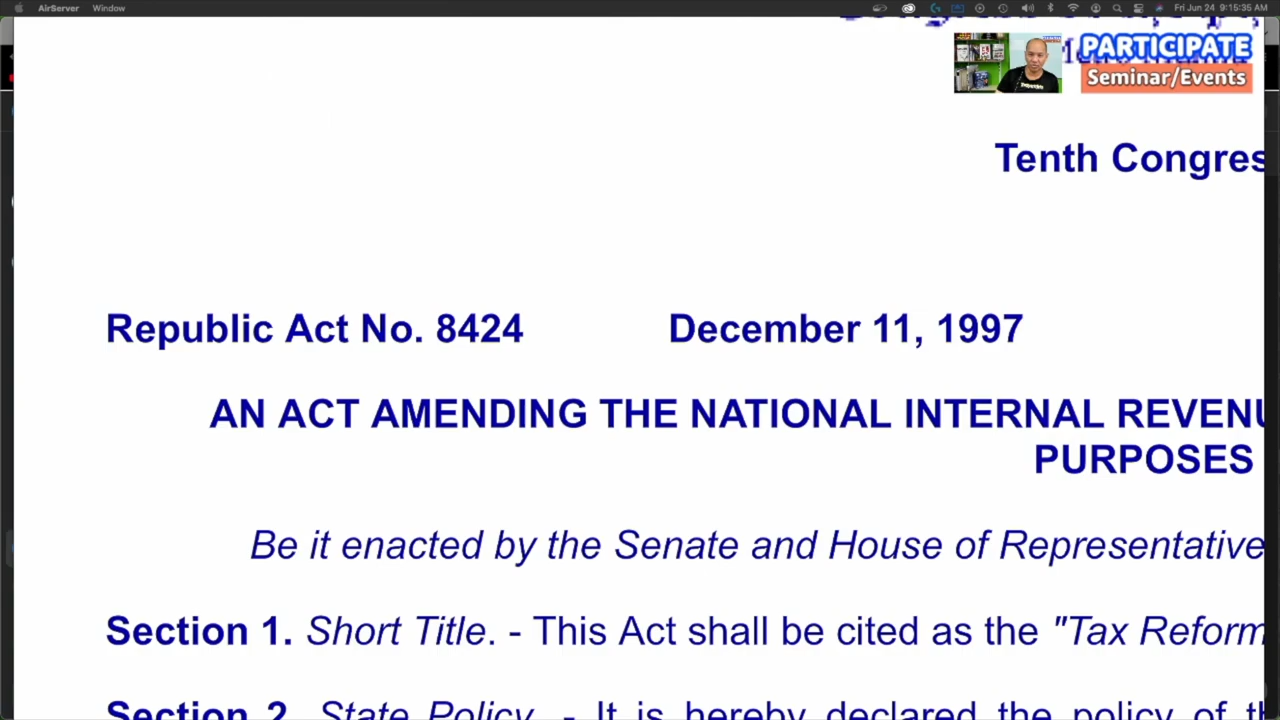 AirServer Window Fri Jun 24 9:15:35 AM
PARTICIPATE
Seminar/Events
Tenth Congres
Republic Act No. 8424 December 11, 1997
AN ACT AMENDING THE NATIONAL INTERNAL REVENU
PURPOSES
Be it enacted by the Senate and House of Representative
Section 1. Short Title. - This Act shall be cited as the "Tax Reform
Section 2. State Policy. - It is hereby declared the policy of th